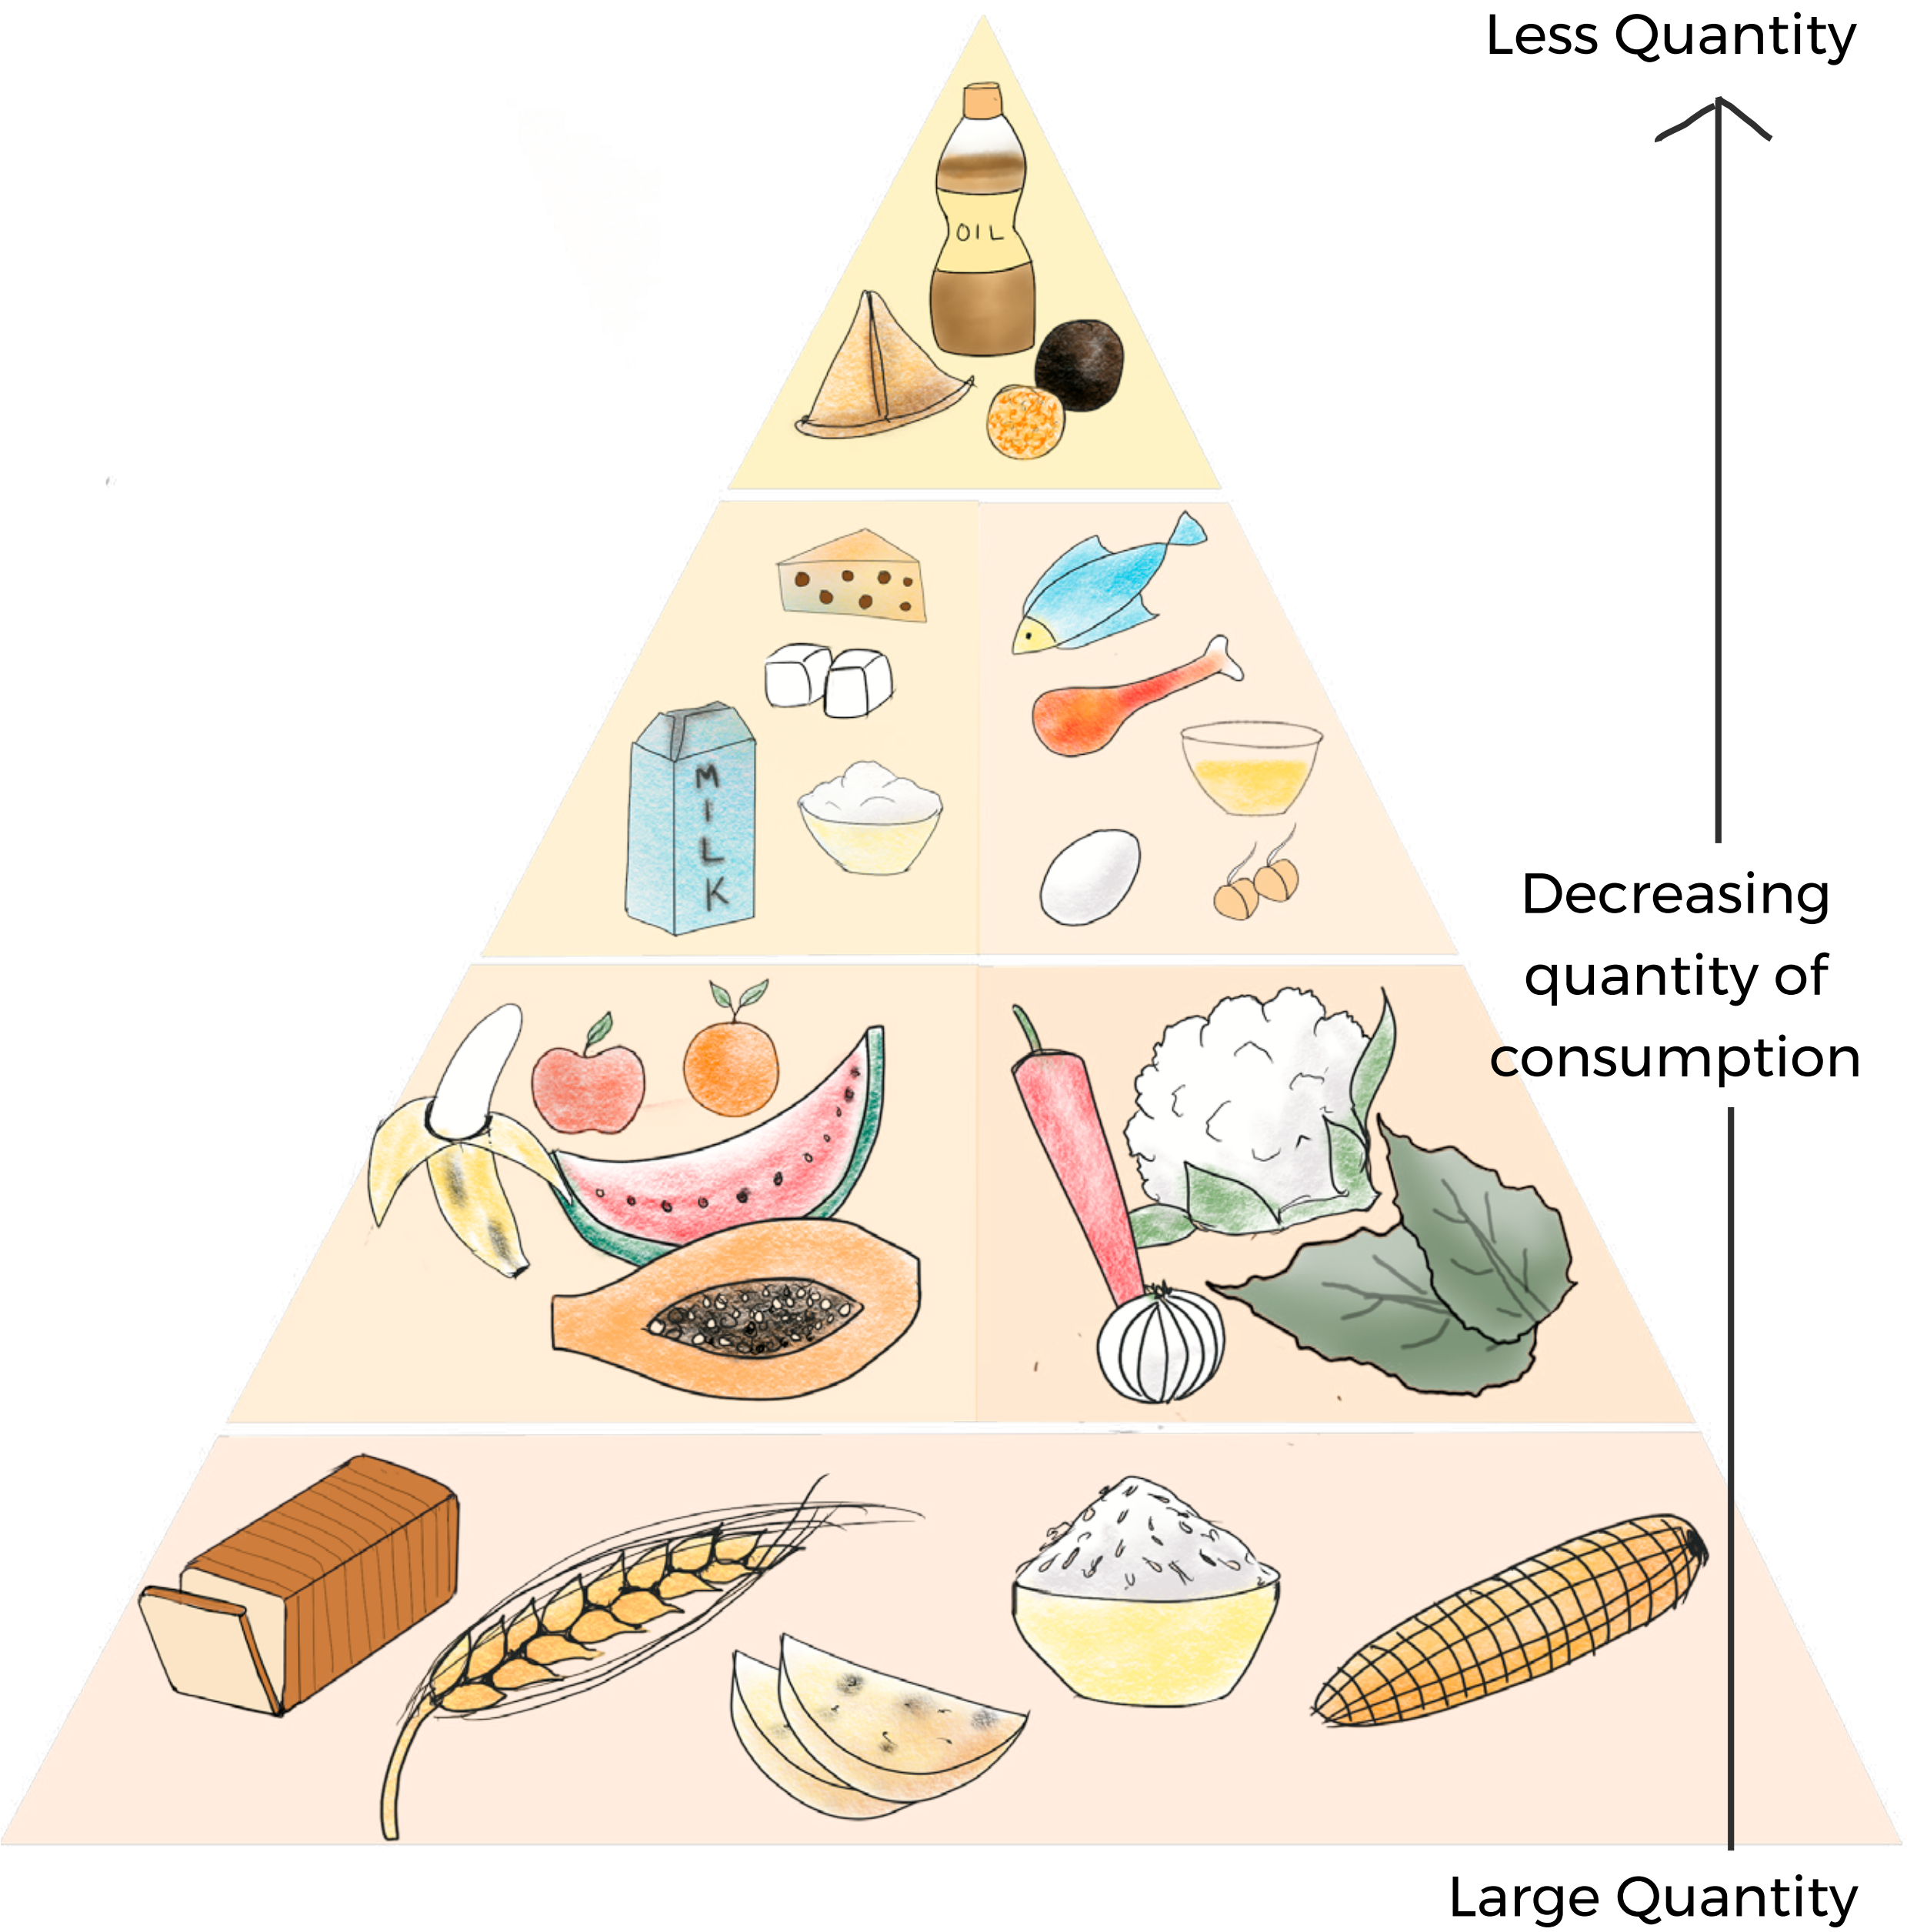 Less Quantity
OIL
MILK
Decreasing
quantity of
consumption
Large Quantity